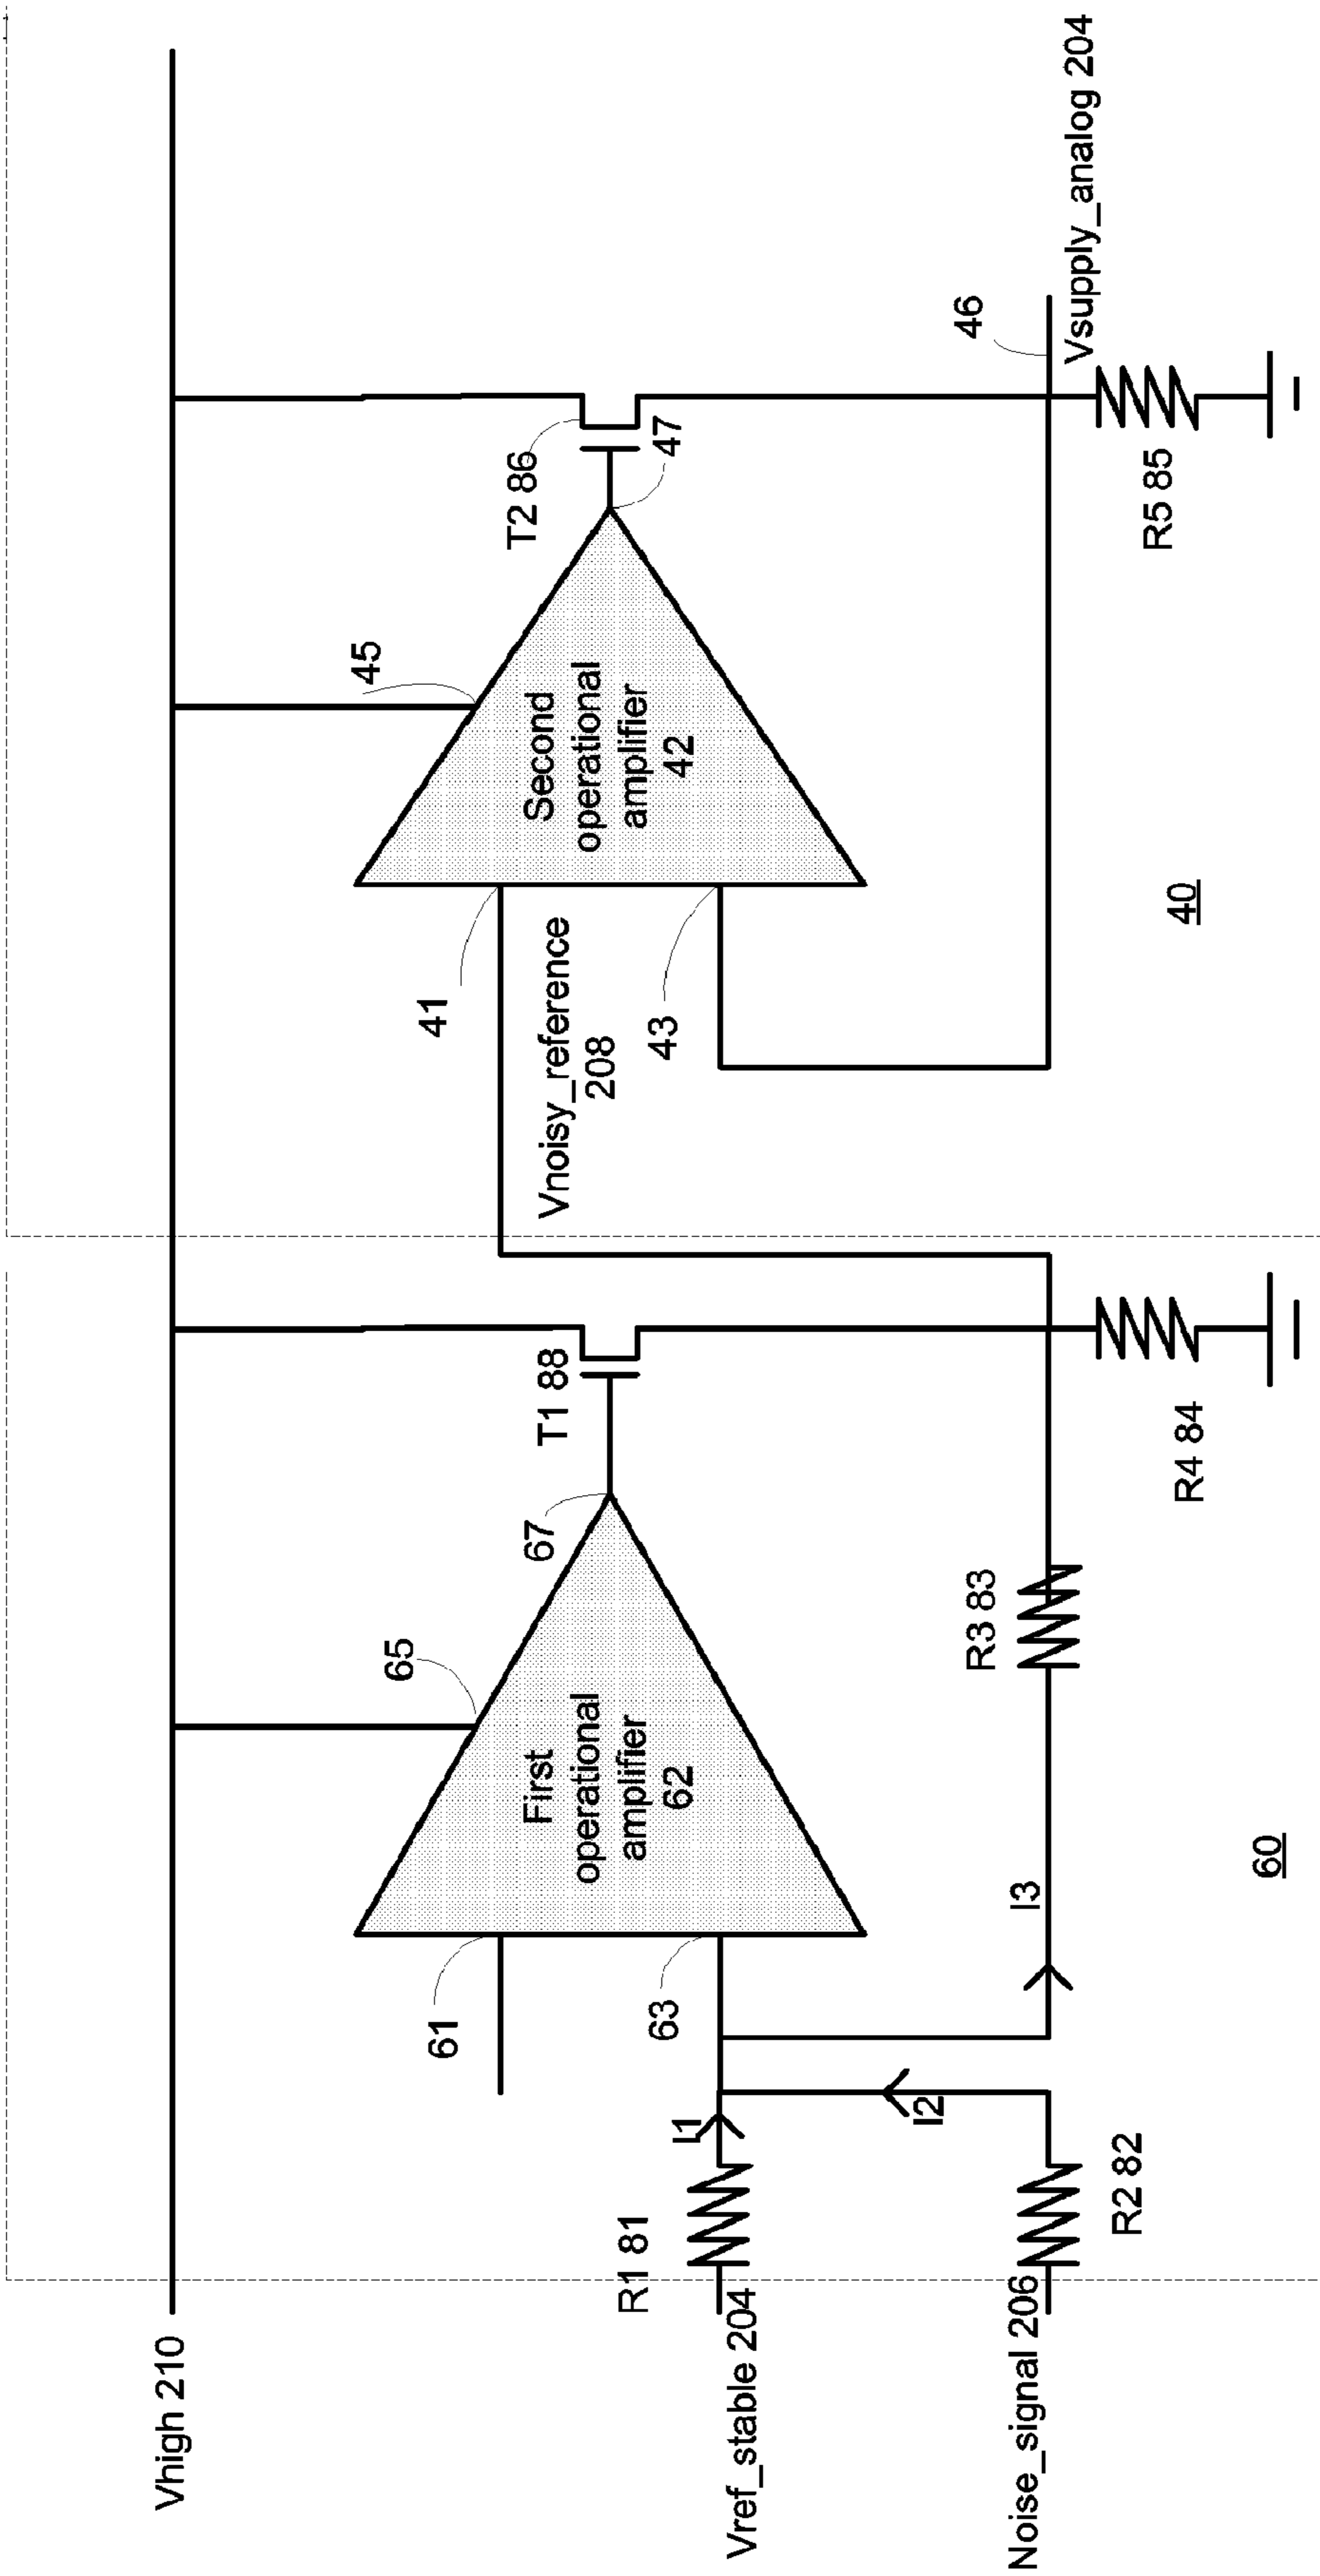 Vhigh 210
65
45
61
67
T1 88
41
T2 86
First
operational
amplifier
62
Second
operational
amplifier
42
Vnoisy_reference
208
47
R1 81
I1
63
43
Vref_stable 204
I2
I3
R3 83
46
Noise_signal 206
R2 82
Vsupply_analog 204
R4 84
R5 85
60
40